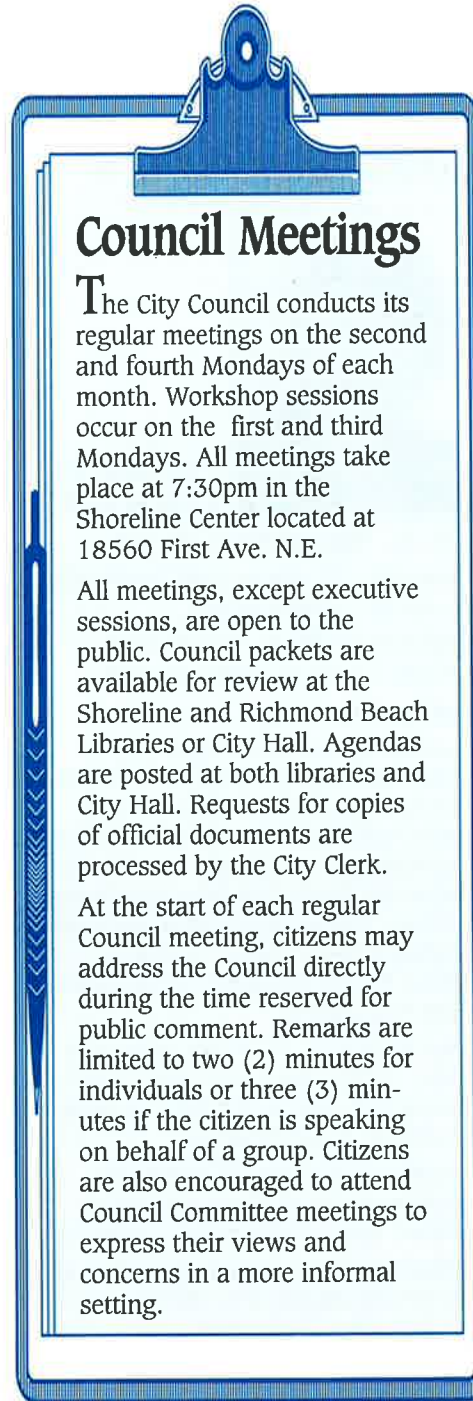 Council Meetings
The City Council conducts its
regular meetings on the second
and fourth Mondays of each
month. Workshop sessions
occur on the first and third
Mondays. All meetings take
place at 7:30pm in the
Shoreline Center located at
18560 First Ave. N.E.
All meetings, except executive
sessions, are open to the
public. Council packets are
available for review at the
Shoreline and Richmond Beach
Libraries or City Hall. Agendas
are posted at both libraries and
City Hall. Requests for copies
of official documents are
processed by the City Clerk.
At the start of each regular
Council meeting, citizens may
address the Council directly
during the time reserved for
public comment. Remarks are
limited to two (2) minutes for
individuals or three (3) min-
utes if the citizen is speaking
on behalf of a group. Citizens
are also encouraged to attend
Council Committee meetings to
express their views and
concerns in a more informal
setting.